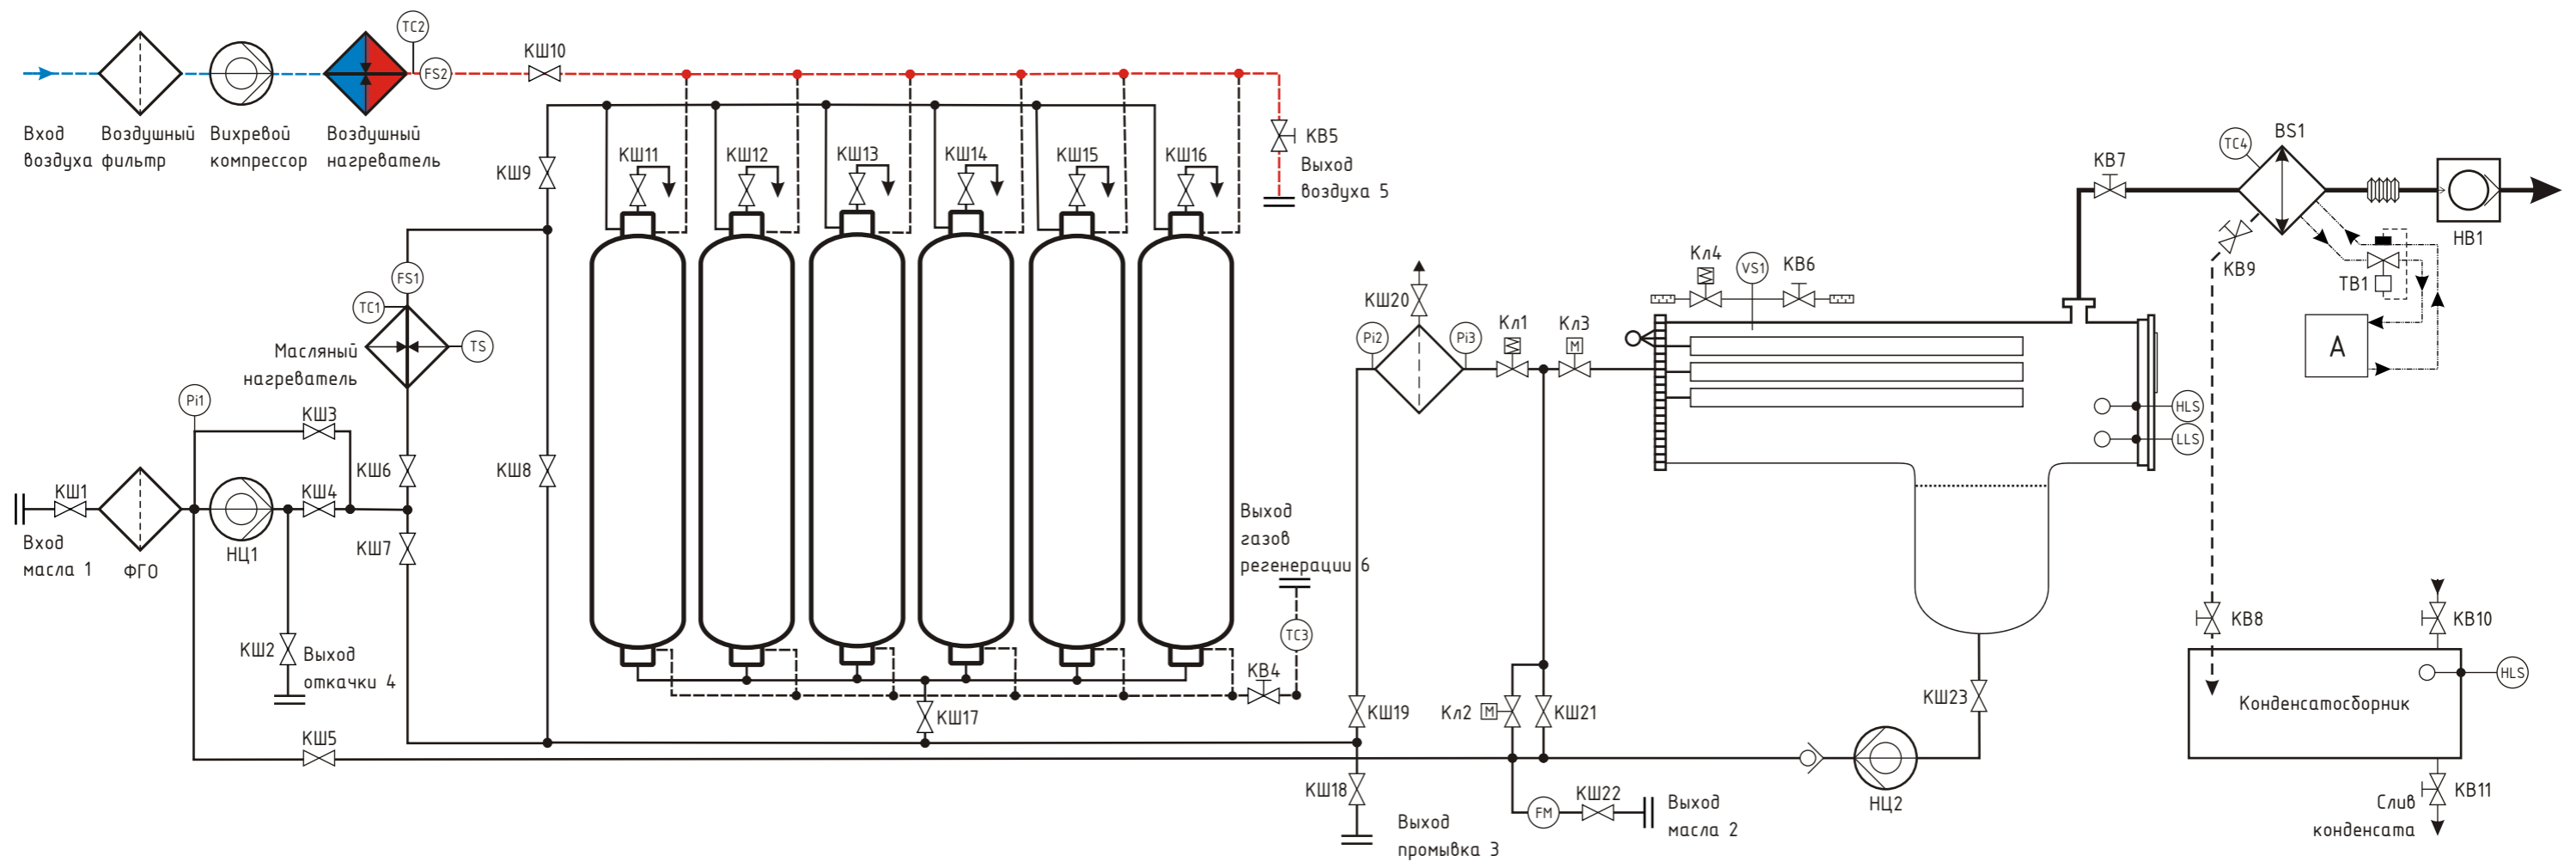 TC2
FS2
КШ10
Вход
воздуха
Воздушный
фильтр
Вихревой
компрессор
Воздушный
нагреватель
КВ5
Выход
воздуха 5
КШ9
КШ11
КШ12
КШ13
КШ14
КШ15
КШ16
FS1
TC1
TS
Масляный
нагреватель
Pi1
КШ3
КШ6
КШ8
КШ1
КШ4
Вход
масла 1
ФГО
НЦ1
КШ7
КШ2
Выход
откачки 4
КШ5
КШ17
Выход
газов
регенерации 6
TC3
КВ4
КШ20
Pi2
Pi3
Кл1
Кл3
M
Кл4
VS1
КВ6
HLS
LLS
КВ7
TC4
BS1
КВ9
НВ1
ТВ1
А
КШ19
Кл2
M
КШ21
КШ18
Выход
промывка 3
FM
КШ22
Выход
масла 2
НЦ2
КШ23
КВ8
КВ10
HLS
Конденсатосборник
КВ11
Слив
конденсата